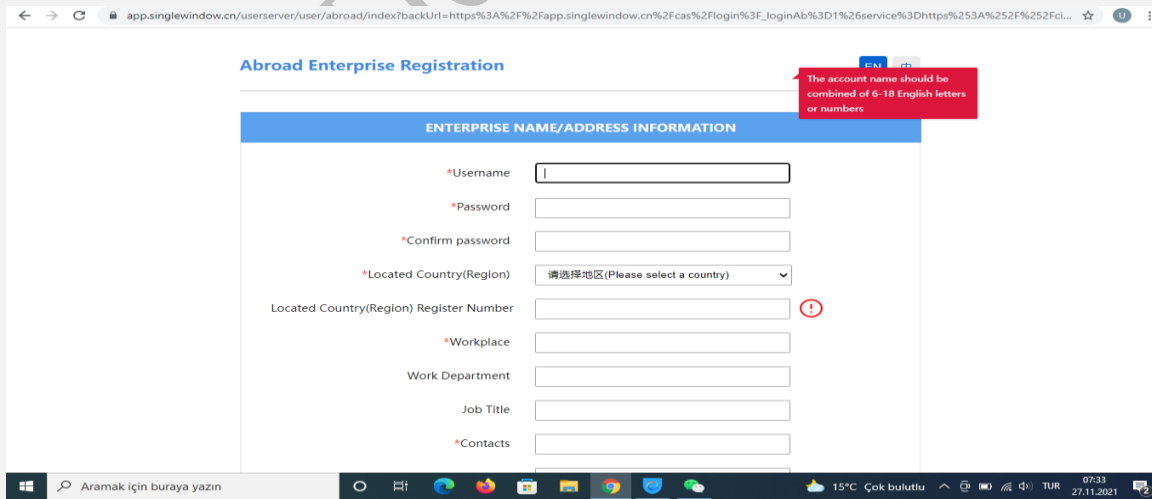 app.singlewindow.cn/userserver/user/abroad/index?backUrl=https%3A%2F%2Fapp.singlewindow.cn%2Fcas%2Flogin%3F_loginAb%3D1%26service%3Dhttps%253A%252F%252Fci...
U
Abroad Enterprise Registration
EN 中
The account name should be
combined of 6-18 English letters
or numbers
ENTERPRISE NAME/ADDRESS INFORMATION
*Username
*Password
*Confirm password
*Located Country(Region) 请选择地区(Please select a country)
Located Country(Region) Register Number
*Workplace
Work Department
Job Title
*Contacts
Aramak için buraya yazın
15°C Çok bulutlu
TUR
07:33
27.11.2021
2